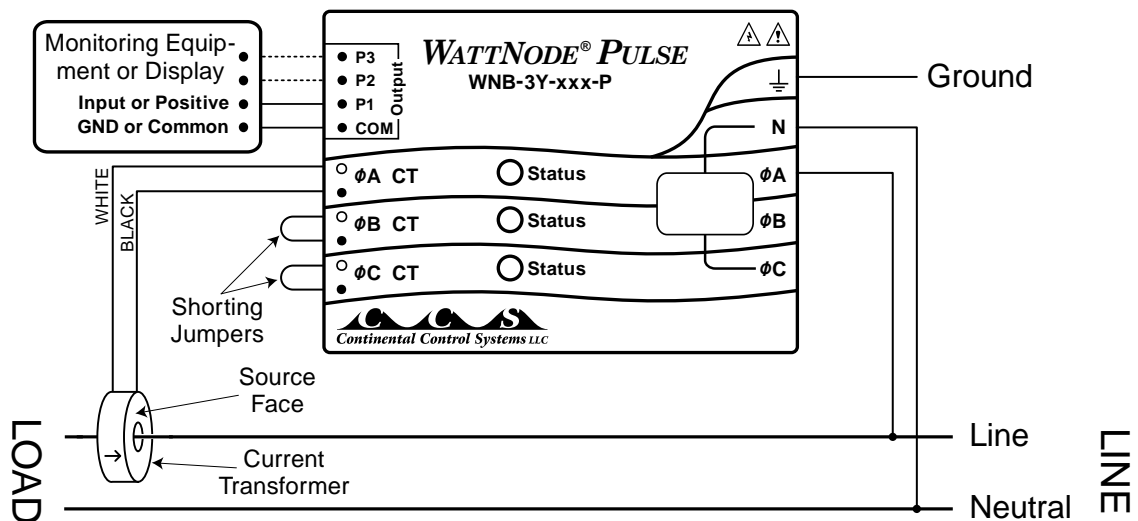 Monitoring Equip-
ment or Display
Input or Positive
GND or Common
P3
P2
P1
COM
Output
WATTNODE® PULSE
WNB-3Y-xxx-P
Ground
N
WHITE
BLACK
ΦA CT
Status
ΦA
ΦB CT
Status
ΦB
ΦC CT
Status
ΦC
Shorting
Jumpers
CCS
Continental Control Systems LLC
Source
Face
LOAD
Line
LINE
Current
Transformer
Neutral